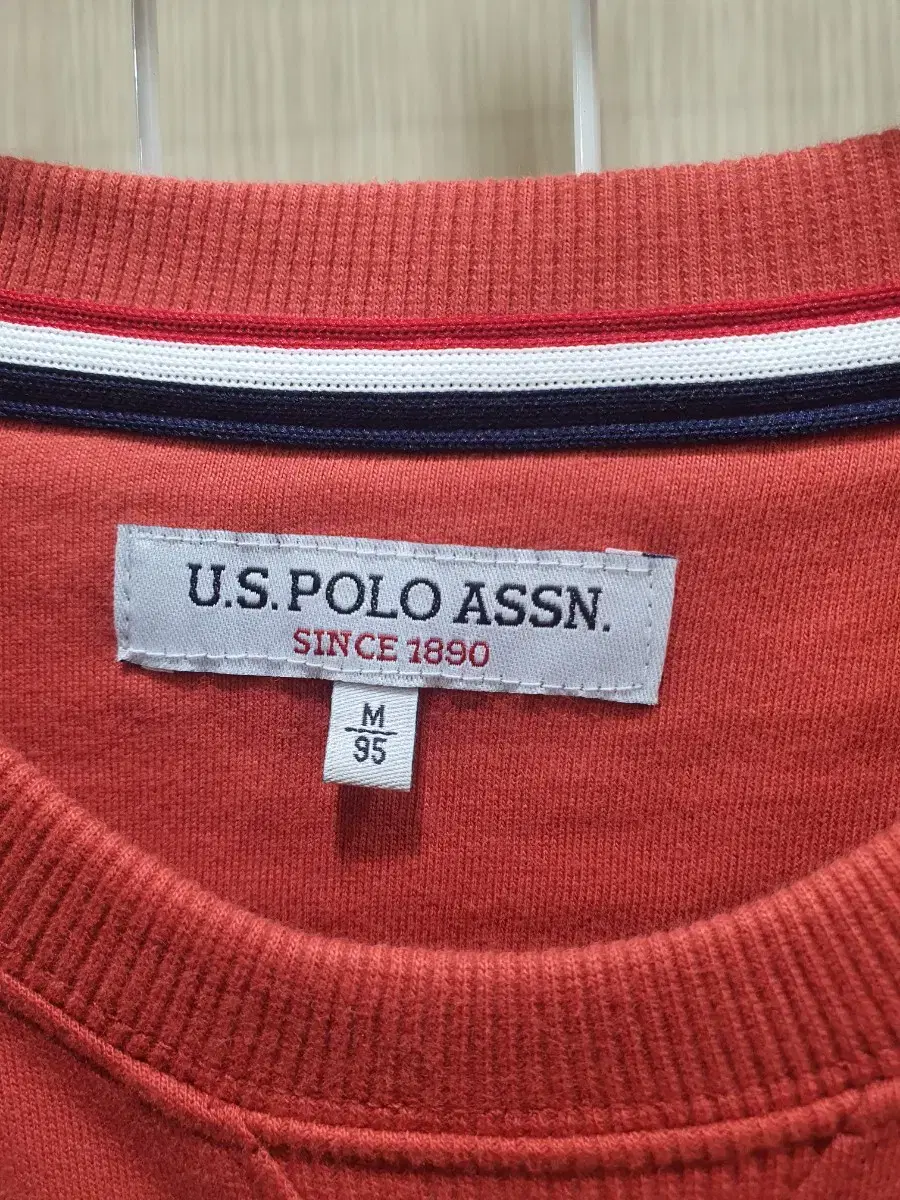 U.S. POLO ASSN.
SINCE 1890
M
95